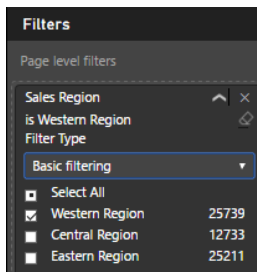 Filters
Page level filters
Sales Region
is Western Region
Filter Type
Basic filtering
Select All
Western Region 25739
Central Region 12733
Eastern Region 25211